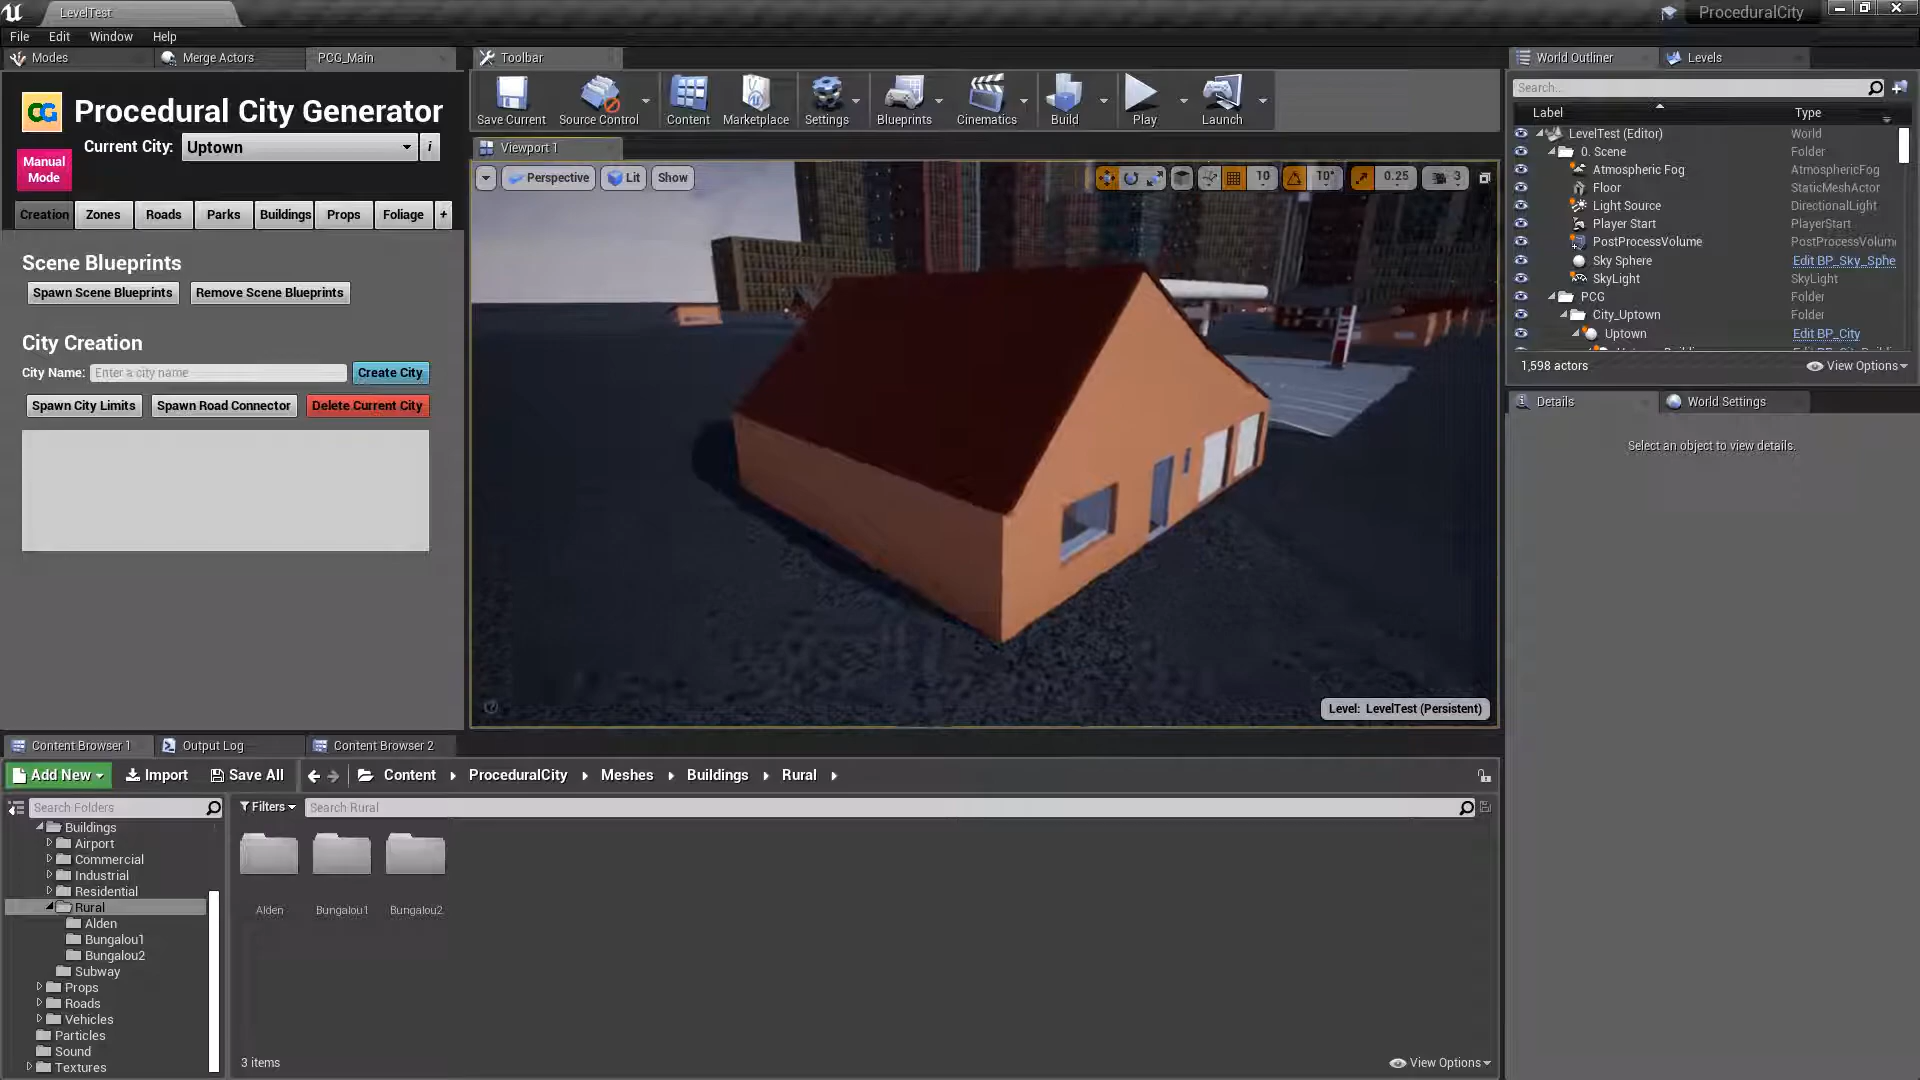 LevelTest
ProceduralCity
File Edit Window Help
Modes Merge Actors PCG_Main
CG Procedural City Generator
Current City: Uptown i
Manual
Mode
Creation Zones Roads Parks Buildings Props Foliage +
Scene Blueprints
Spawn Scene Blueprints Remove Scene Blueprints
City Creation
City Name: Enter a city name Create City
Spawn City Limits Spawn Road Connector Delete Current City
Toolbar
Save Current Source Control Content Marketplace Settings Blueprints Cinematics Build Play Launch
Viewport 1
Perspective Lit Show 10 10° 0.25 3
Level: LevelTest (Persistent)
World Outliner Levels
Search...
Label Type
LevelTest (Editor) World
0. Scene Folder
Atmospheric Fog AtmosphericFog
Floor StaticMeshActor
Light Source DirectionalLight
Player Start PlayerStart
PostProcessVolume PostProcessVolum
Sky Sphere Edit BP_Sky_Sphe
SkyLight SkyLight
PCG Folder
City_Uptown Folder
Uptown Edit BP_City
1,598 actors View Options
Details World Settings
Select an object to view details.
Content Browser 1 Output Log Content Browser 2
Add New Import Save All Content ProceduralCity Meshes Buildings Rural
Search Folders
Filters Search Rural
Buildings
Airport
Commercial
Industrial
Residential
Rural
Alden
Bungalou1
Bungalou2
Subway
Props
Roads
Vehicles
Particles
Sound
Textures
Alden Bungalou1 Bungalou2
3 items View Options